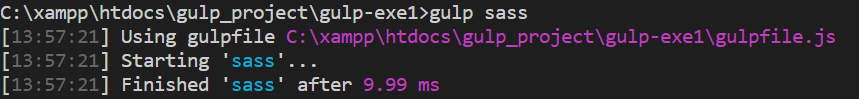 C:\xampp\htdocs\gulp_project\gulp-exe1>gulp sass
[13:57:21] Using gulpfile C:\xampp\htdocs\gulp_project\gulp-exe1\gulpfile.js
[13:57:21] Starting 'sass'...
[13:57:21] Finished 'sass' after 9.99 ms